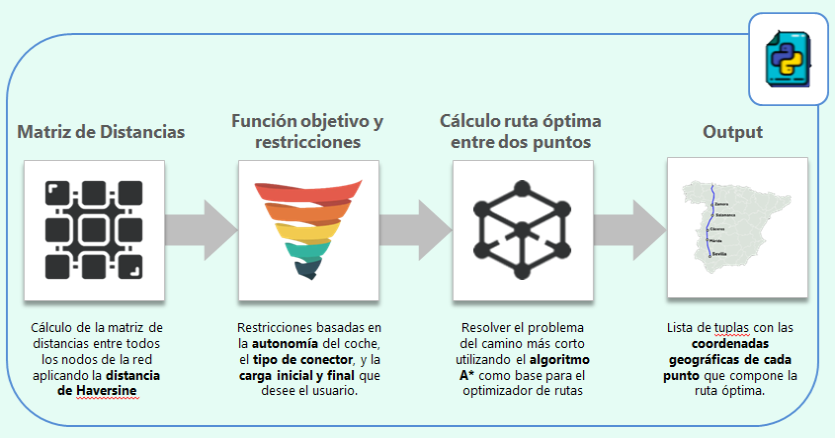 Matriz de Distancias
Función objetivo y
restricciones
Cálculo ruta óptima
entre dos puntos
Output
Zamora
Salamanca
Cáceres
Mérida
Sevilla
Cálculo de la matriz de
distancias entre todos
los nodos de la red
aplicando la distancia
de Haversine
Restricciones basadas en
la autonomía del coche,
el tipo de conector, y la
carga inicial y final que
desee el usuario.
Resolver el problema
del camino más corto
utilizando el algoritmo
A* como base para el
optimizador de rutas
Lista de tuplas con las
coordenadas
geográficas de cada
punto que compone la
ruta óptima.